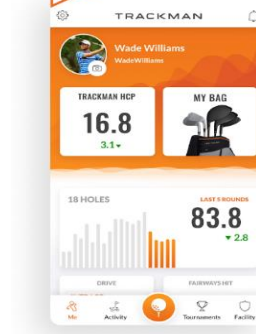 TRACKMAN
Wade Williams
WadeWilliams
TRACKMAN HCP
16.8
3.1
MY BAG
18 HOLES
LAST 5 ROUNDS
83.8
2.8
DRIVE
FAIRWAYS HIT
Me
Activity
Tournaments
Facility